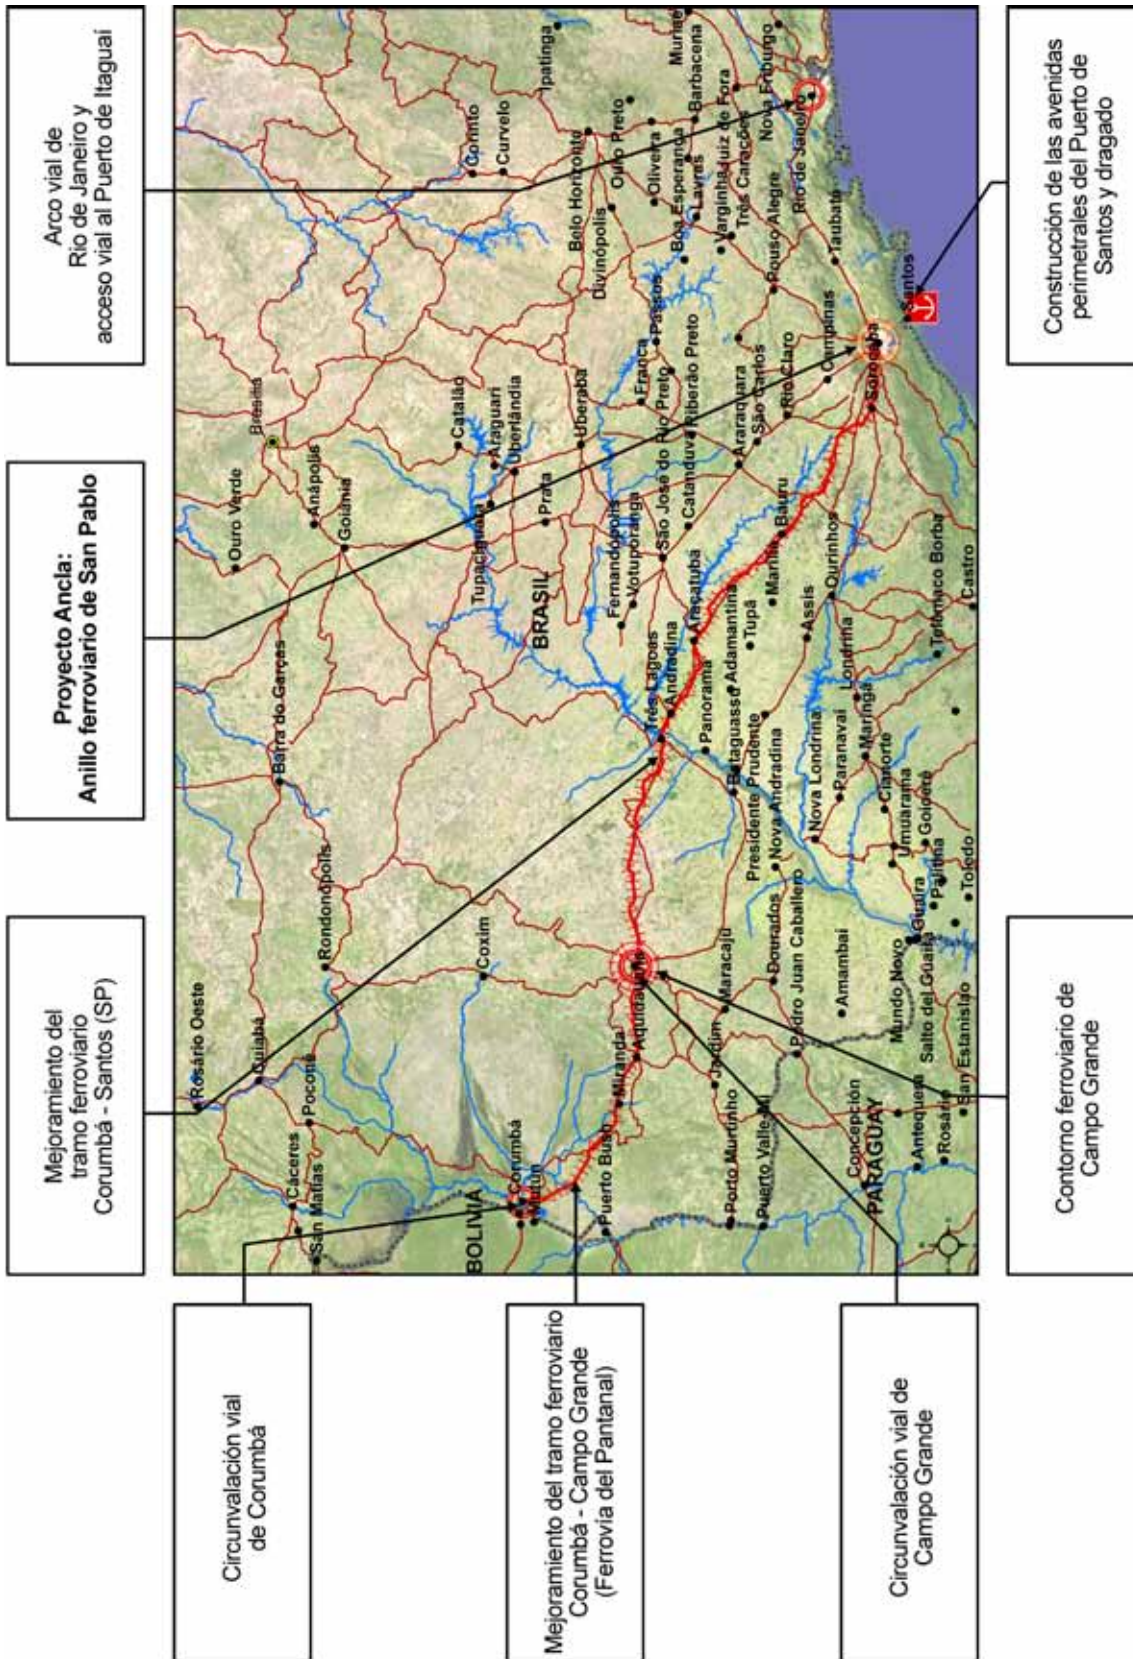 Mejoramiento del
tramo ferroviario
Corumbá - Santos (SP)
Proyecto Ancla:
Anillo ferroviario de San Pablo
Arco vial de
Rio de Janeiro y
acceso vial al Puerto de Itaguaí
Circunvalación vial
de Corumbá
Mejoramiento del tramo ferroviario
Corumbá - Campo Grande
(Ferrovía del Pantanal)
Circunvalación vial de
Campo Grande
Contorno ferroviario de
Campo Grande
Construcción de las avenidas
perimetrales del Puerto de
Santos y dragado
Rosário Oeste
Ouro Verde
Cuiabá
Barra do Garças
Brasília
Cáceres
Poconé
Rondonópolis
Anápolis
San Matías
Goiânia
Catalão
Corinto
BOLIVIA
Coxim
Tupaciguara
Araguari
Uberlândia
Curvelo
Corumbá
Prata
Ipatinga
BRASIL
Uberaba
Belo Horizonte
Puerto Bush
Miranda
Fernandópolis
Divinópolis
Ouro Preto
Aquidauana
Votuporanga
Franca
Passos
Oliveira
Três Lagoas
Andradina
São José do Rio Preto
Boa Esperança
Muriaé
Araçatuba
Catanduva
Ribeirão Preto
Lavras
Barbacena
Jardim
Maracajú
Panorama
Adamantina
Varginha
Juiz de Fora
Porto Murtinho
Bataguassu
Tupã
Araraquara
Três Corações
Puerto Valle Mi
Presidente Prudente
Marília
Bauru
São Carlos
Pouso Alegre
Nova Friburgo
Dourados
Nova Andradina
Rio Claro
Rio de Janeiro
Pedro Juan Caballero
Assis
Ourinhos
Campinas
Taubaté
Nova Londrina
Amambaí
Paranavaí
Londrina
Concepción
Maringá
Sorocaba
PARAGUAY
Cianorte
Mundo Novo
Umuarama
Santos
Antequera
Salto del Guairá
Guaíra
Goioerê
Telemaco Borba
Rosário
Palitina
San Estanislao
Toledo
Castro